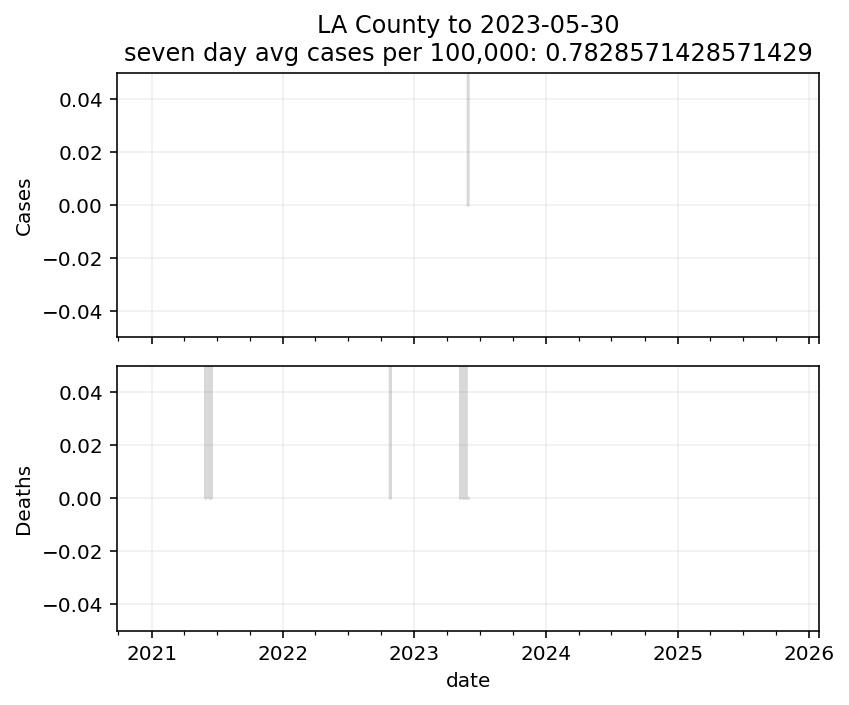 LA County to 2023-05-30
seven day avg cases per 100,000: 0.7828571428571429
0.04
0.02
0.00
−0.02
−0.04
Cases
0.04
0.02
0.00
−0.02
−0.04
Deaths
2021 2022 2023 2024 2025 2026
date